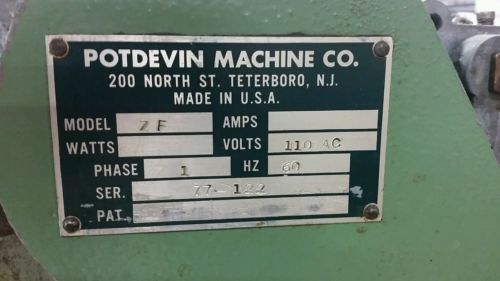 POTDEVIN MACHINE CO.
200 NORTH ST. TETERBORO, N.J.
MADE IN U.S.A.
MODEL 7 F AMPS
WATTS VOLTS 110 AC
PHASE 1 HZ 60
SER. 77-122
PAT.